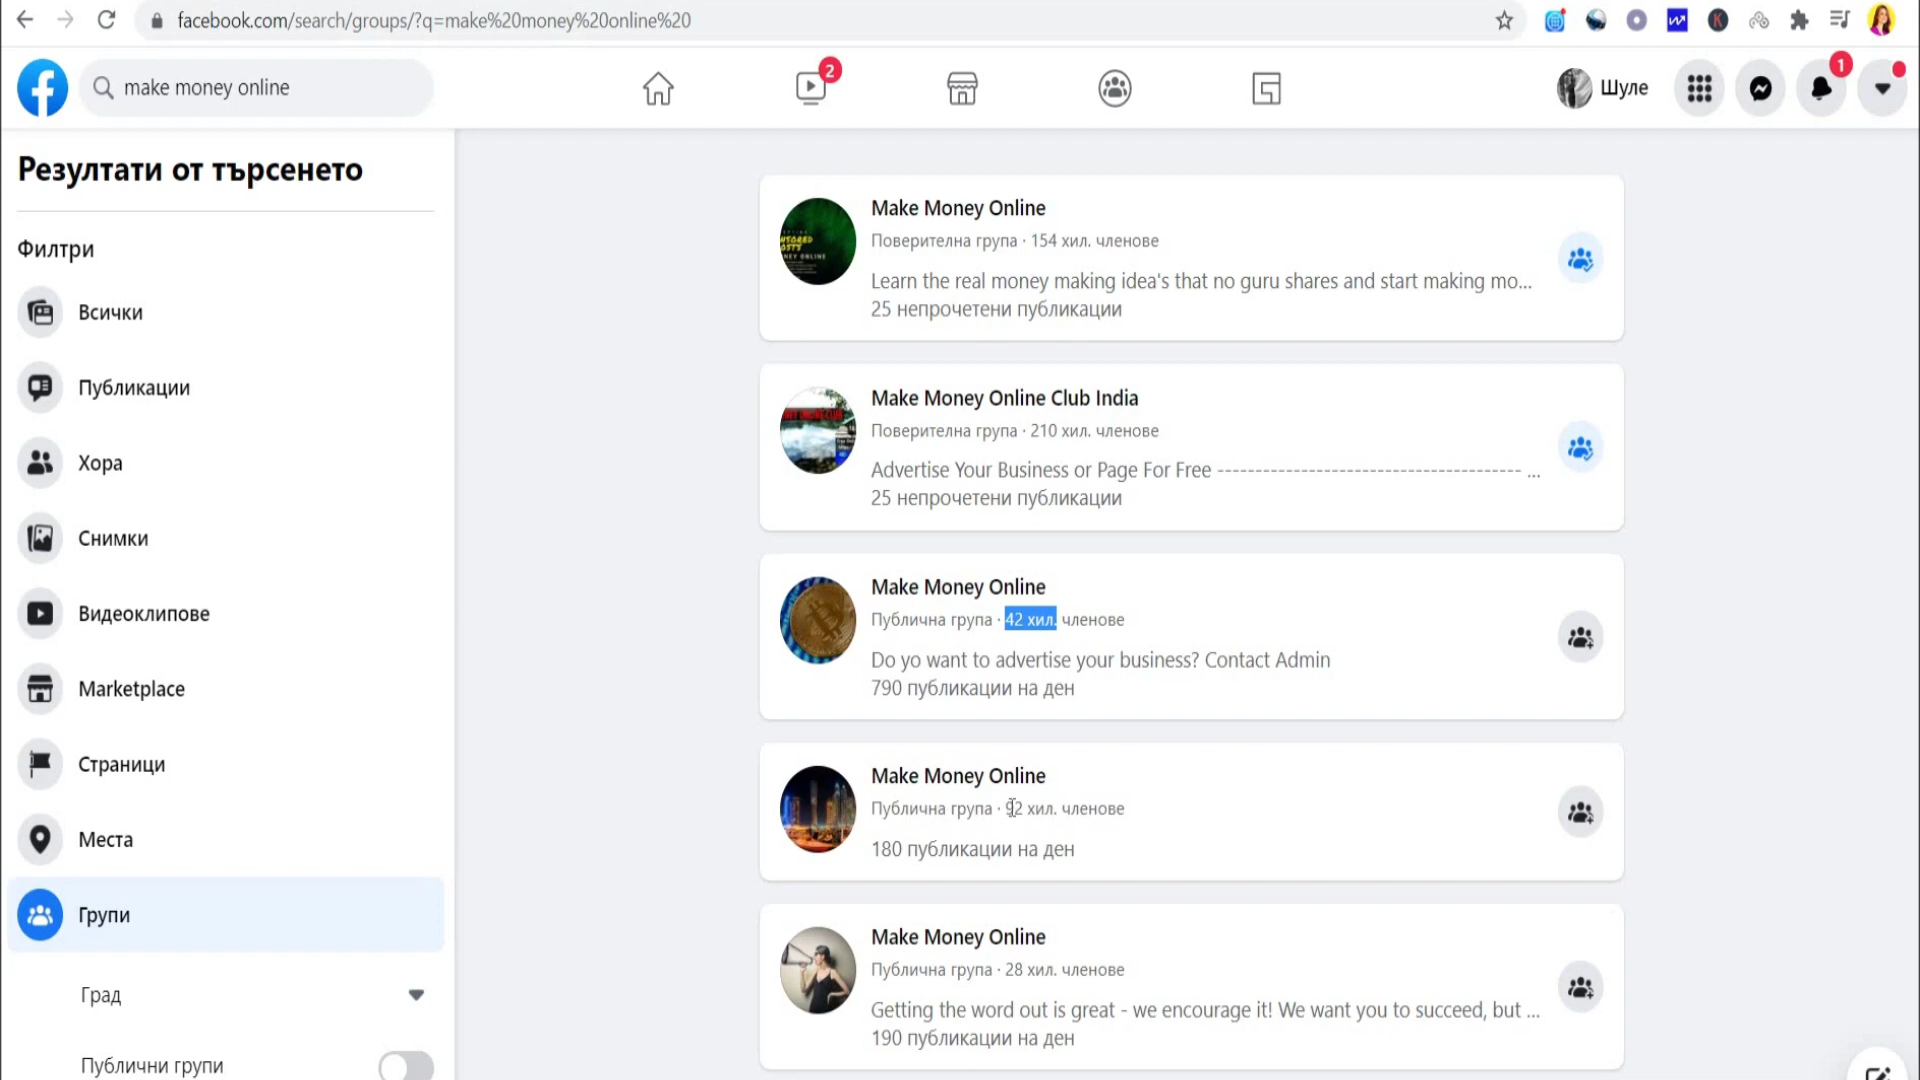 facebook.com/search/groups/?q=make%20money%20online%20
make money online
2
Шуле
1
Резултати от търсенето
Филтри
Всички
Публикации
Хора
Снимки
Видеоклипове
Marketplace
Страници
Места
Групи
Град
Публични групи
Make Money Online
Поверителна група · 154 хил. членове
Learn the real money making idea's that no guru shares and start making mo...
25 непрочетени публикации
Make Money Online Club India
Поверителна група · 210 хил. членове
Advertise Your Business or Page For Free ---------------------------------------- ...
25 непрочетени публикации
Make Money Online
Публична група · 42 хил. членове
Do yo want to advertise your business? Contact Admin
790 публикации на ден
Make Money Online
Публична група · 92 хил. членове
180 публикации на ден
Make Money Online
Публична група · 28 хил. членове
Getting the word out is great - we encourage it! We want you to succeed, but ...
190 публикации на ден